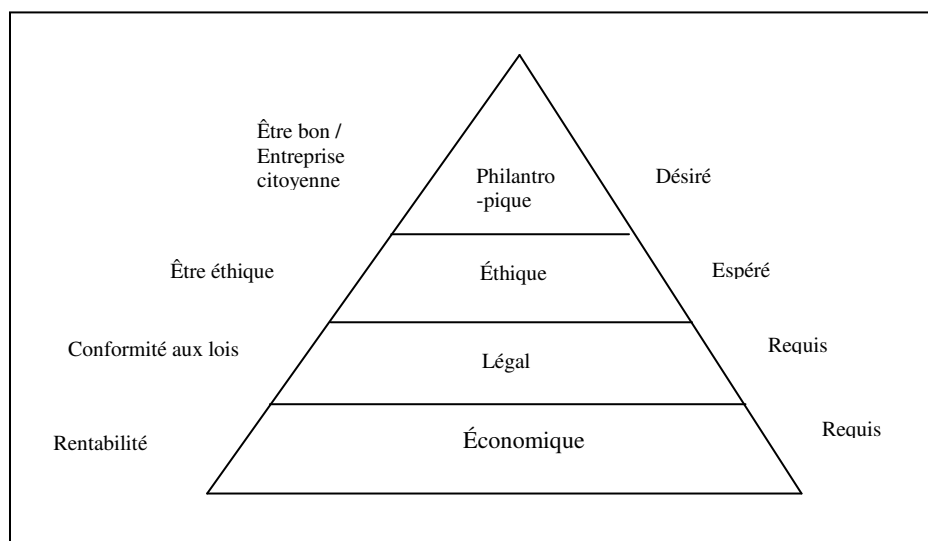 Être bon /
Entreprise
citoyenne
Philantro
-pique
Désiré
Être éthique
Éthique
Espéré
Conformité aux lois
Légal
Requis
Rentabilité
Économique
Requis